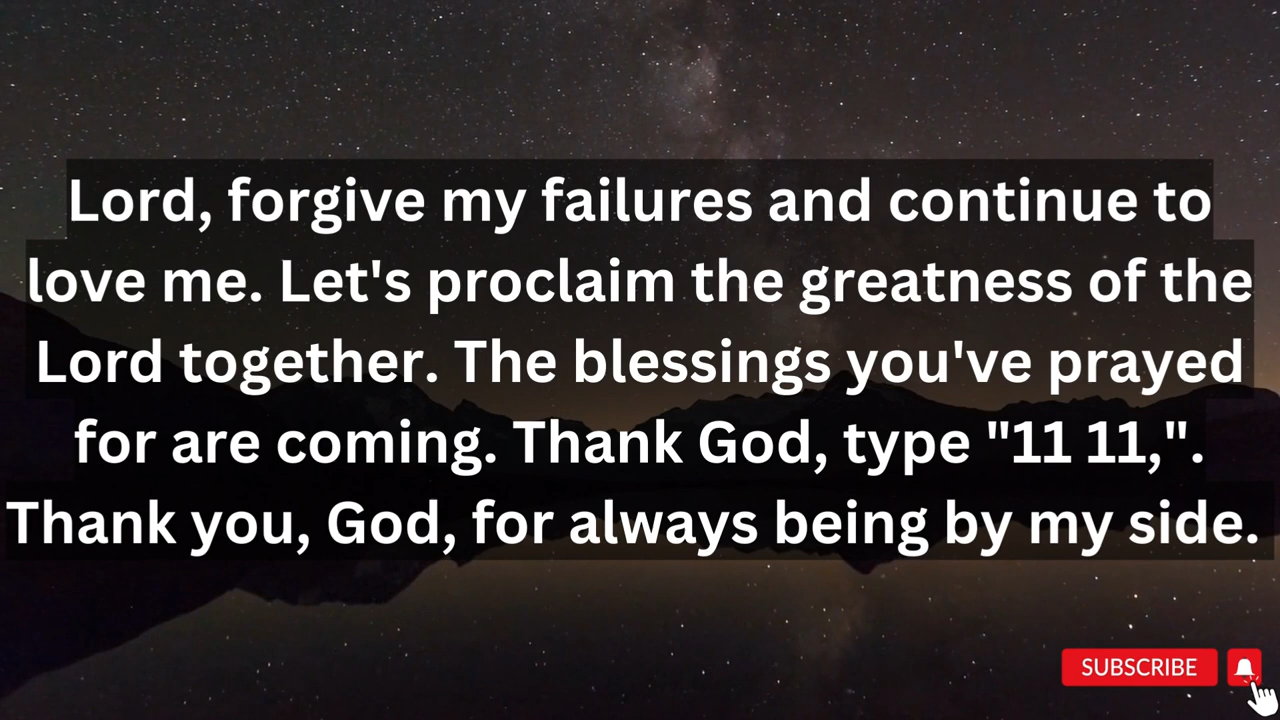 Lord, forgive my failures and continue to
love me. Let's proclaim the greatness of the
Lord together. The blessings you've prayed
for are coming. Thank God, type "11 11,".
Thank you, God, for always being by my side.
SUBSCRIBE